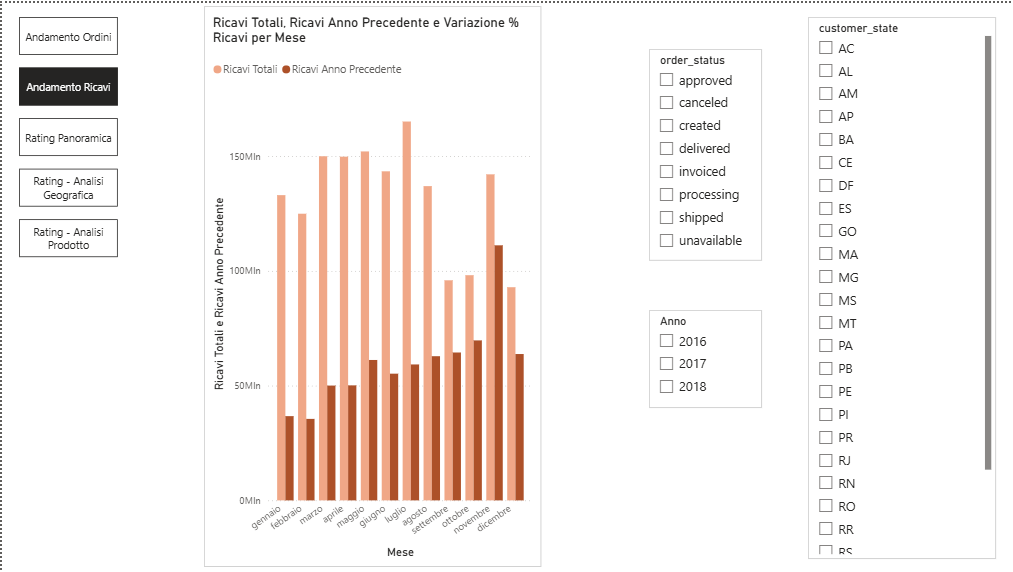 Andamento Ordini
Andamento Ricavi
Rating Panoramica
Rating - Analisi
Geografica
Rating - Analisi
Prodotto
Ricavi Totali, Ricavi Anno Precedente e Variazione %
Ricavi per Mese
Ricavi Totali
Ricavi Anno Precedente
Ricavi Totali e Ricavi Anno Precedente
150Mln
100Mln
50Mln
0Mln
gennaio
febbraio
marzo
aprile
maggio
giugno
luglio
agosto
settembre
ottobre
novembre
dicembre
Mese
order_status
approved
canceled
created
delivered
invoiced
processing
shipped
unavailable
Anno
2016
2017
2018
customer_state
AC
AL
AM
AP
BA
CE
DF
ES
GO
MA
MG
MS
MT
PA
PB
PE
PI
PR
RJ
RN
RO
RR
RS